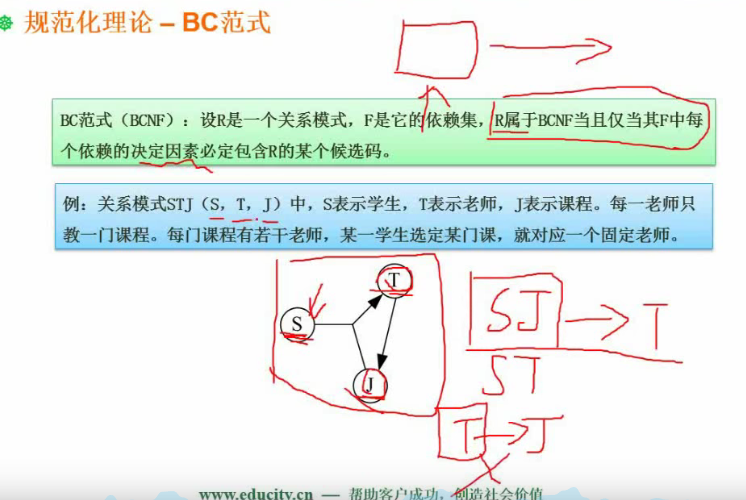 规范化理论 – BC范式
BC范式（BCNF）：设R是一个关系模式，F是它的依赖集，R属于BCNF当且仅当其F中每
个依赖的决定因素必定包含R的某个候选码。
例：关系模式STJ（S，T，J）中，S表示学生，T表示老师，J表示课程。每一老师只
教一门课程。每门课程有若干老师，某一学生选定某门课，就对应一个固定老师。
T
S
J
SJ → T
ST
T → J
www.educity.cn — 帮助客户成功，创造社会价值